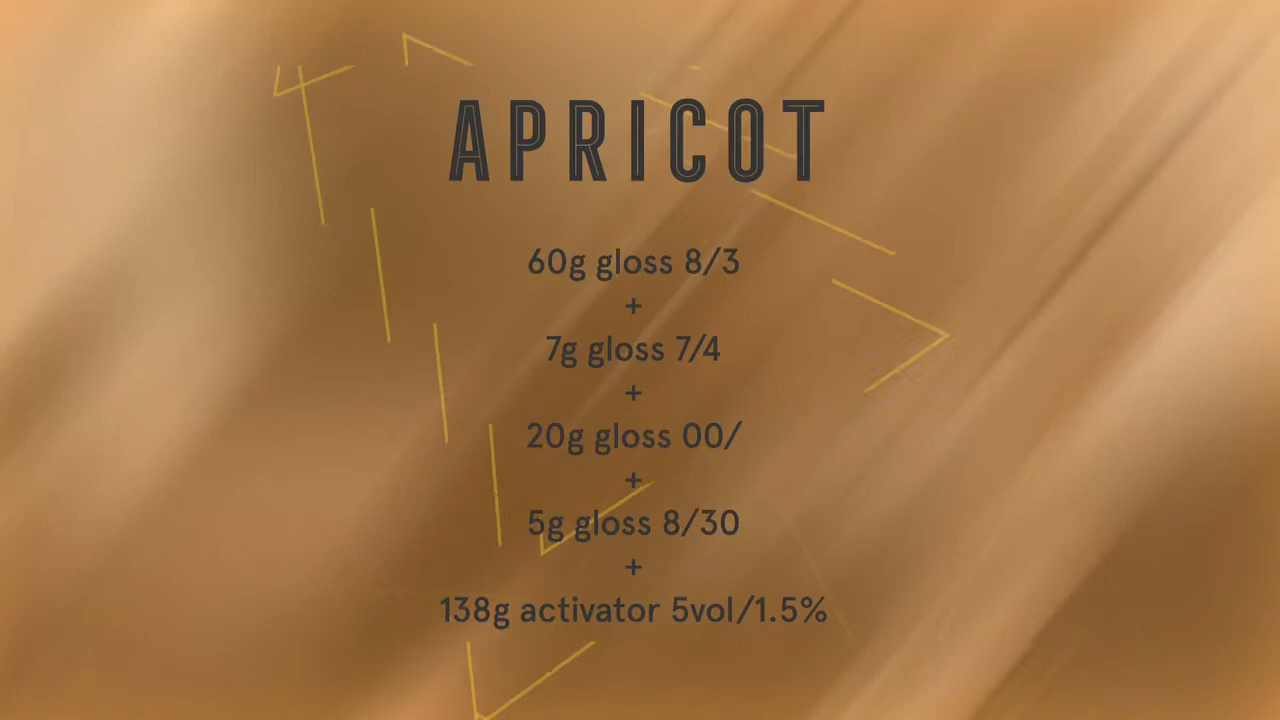 APRICOT
60g gloss 8/3
+
7g gloss 7/4
+
20g gloss 00/
+
5g gloss 8/30
+
138g activator 5vol/1.5%